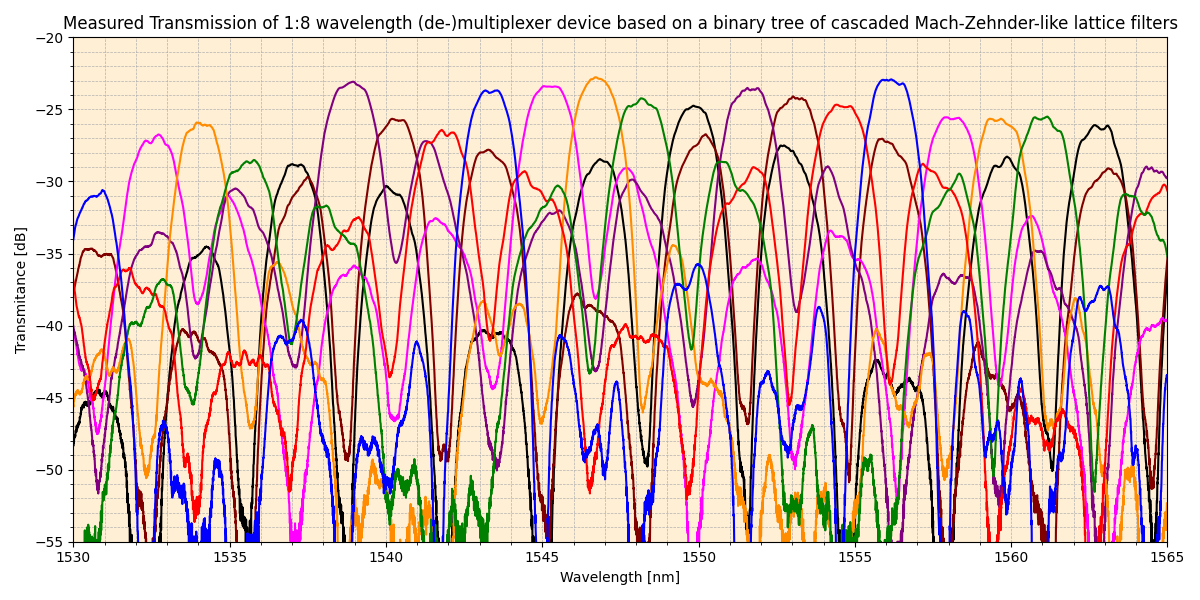 Measured Transmission of 1:8 wavelength (de-)multiplexer device based on a binary tree of cascaded Mach-Zehnder-like lattice filters
−20
−25
−30
−35
−40
−45
−50
−55
Transmitance [dB]
1530 1535 1540 1545 1550 1555 1560 1565
Wavelength [nm]